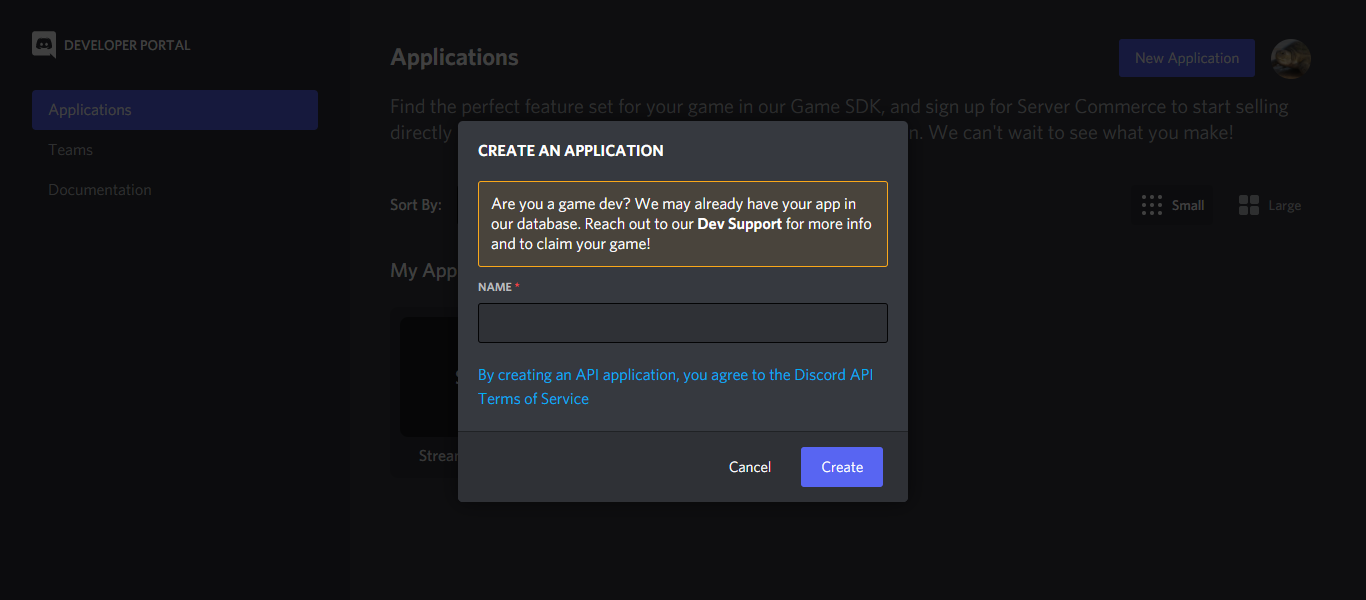 DEVELOPER PORTAL
Applications
Teams
Documentation
Applications
New Application
Find the perfect feature set for your game in our Game SDK, and sign up for Server Commerce to start selling
directly
n. We can't wait to see what you make!
Sort By:
Small
Large
My App
Strea
CREATE AN APPLICATION
Are you a game dev? We may already have your app in
our database. Reach out to our Dev Support for more info
and to claim your game!
NAME *
By creating an API application, you agree to the Discord API
Terms of Service
Cancel
Create